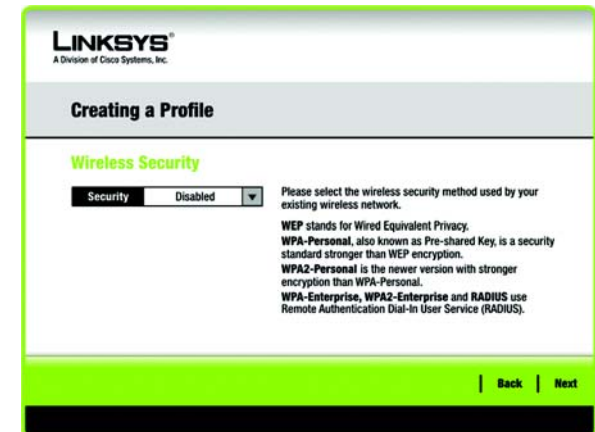 LINKSYS®
A Division of Cisco Systems, Inc.
Creating a Profile
Wireless Security
Security Disabled
Please select the wireless security method used by your
existing wireless network.
WEP stands for Wired Equivalent Privacy.
WPA-Personal, also known as Pre-shared Key, is a security
standard stronger than WEP encryption.
WPA2-Personal is the newer version with stronger
encryption than WPA-Personal.
WPA-Enterprise, WPA2-Enterprise and RADIUS use
Remote Authentication Dial-In User Service (RADIUS).
Back | Next